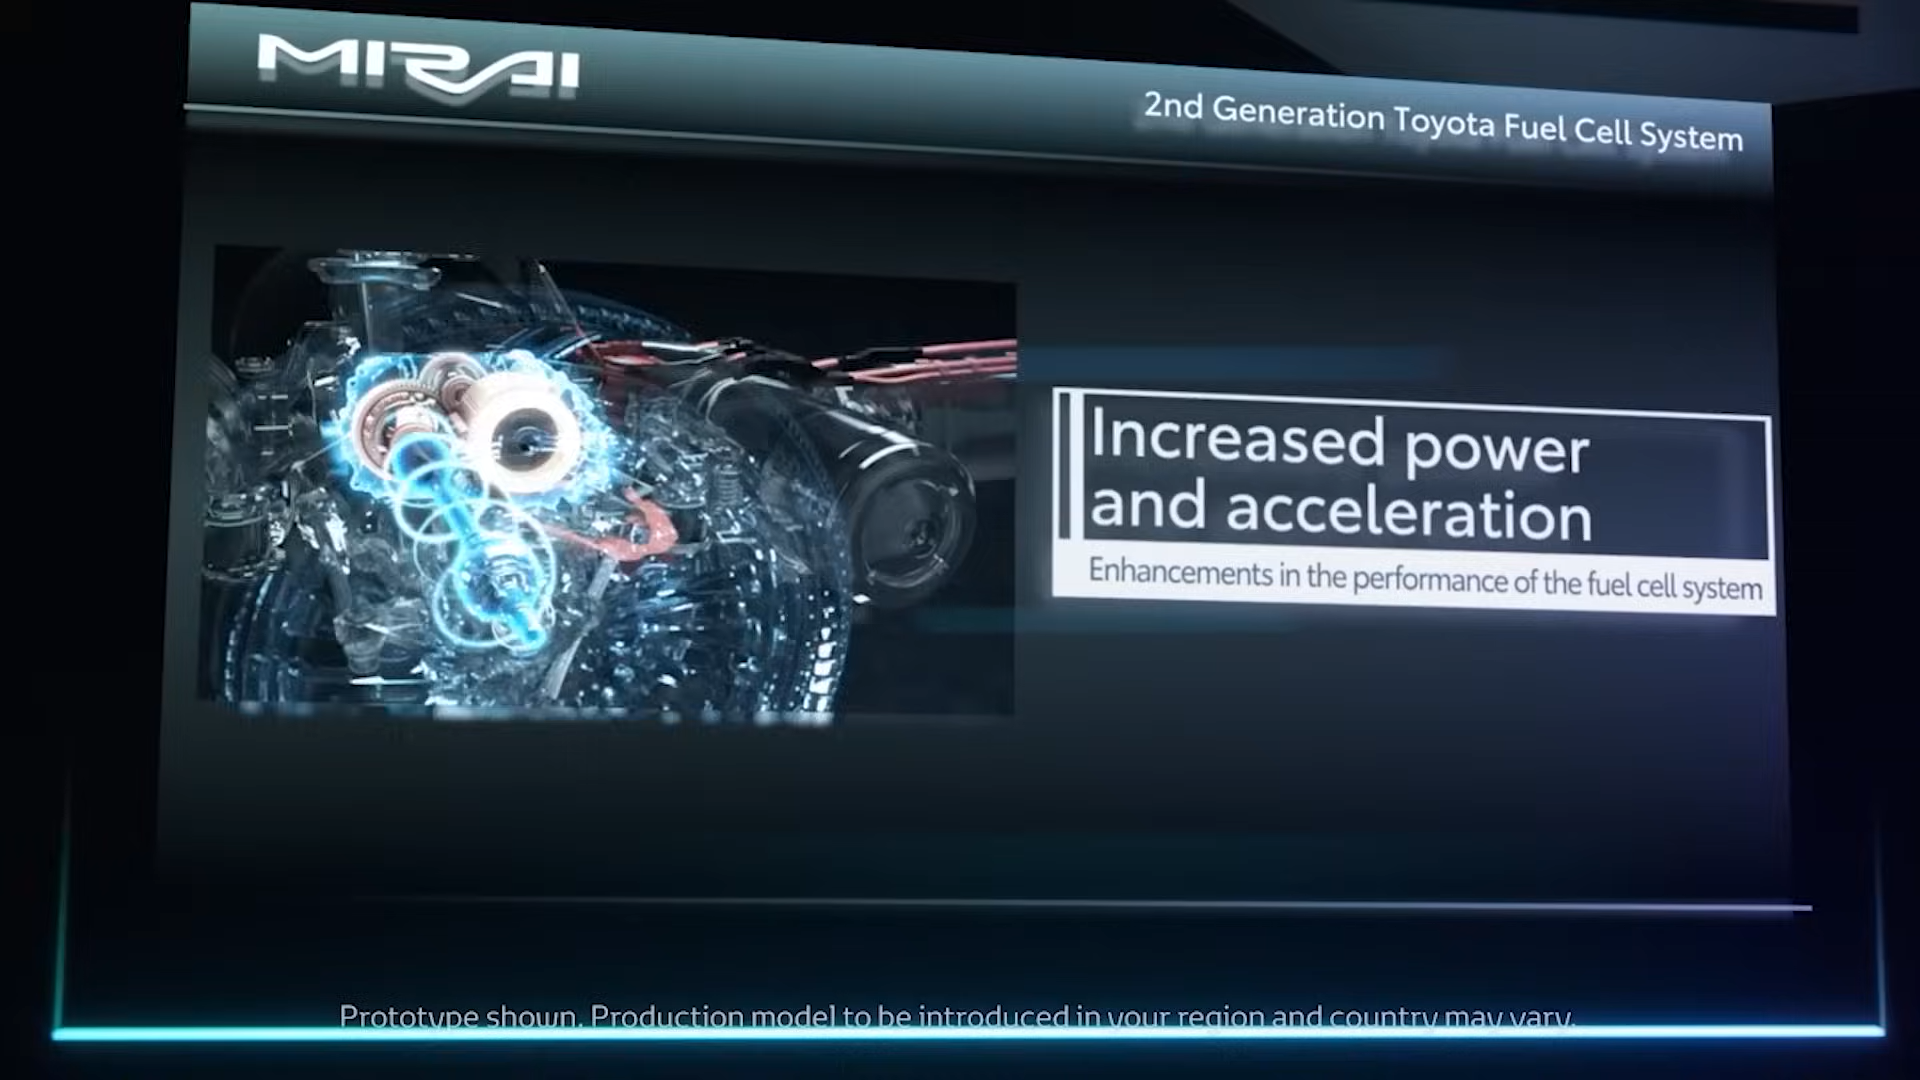 MIRAI
2nd Generation Toyota Fuel Cell System
Increased power
and acceleration
Enhancements in the performance of the fuel cell system
Prototype shown. Production model to be introduced in your region and country may vary.